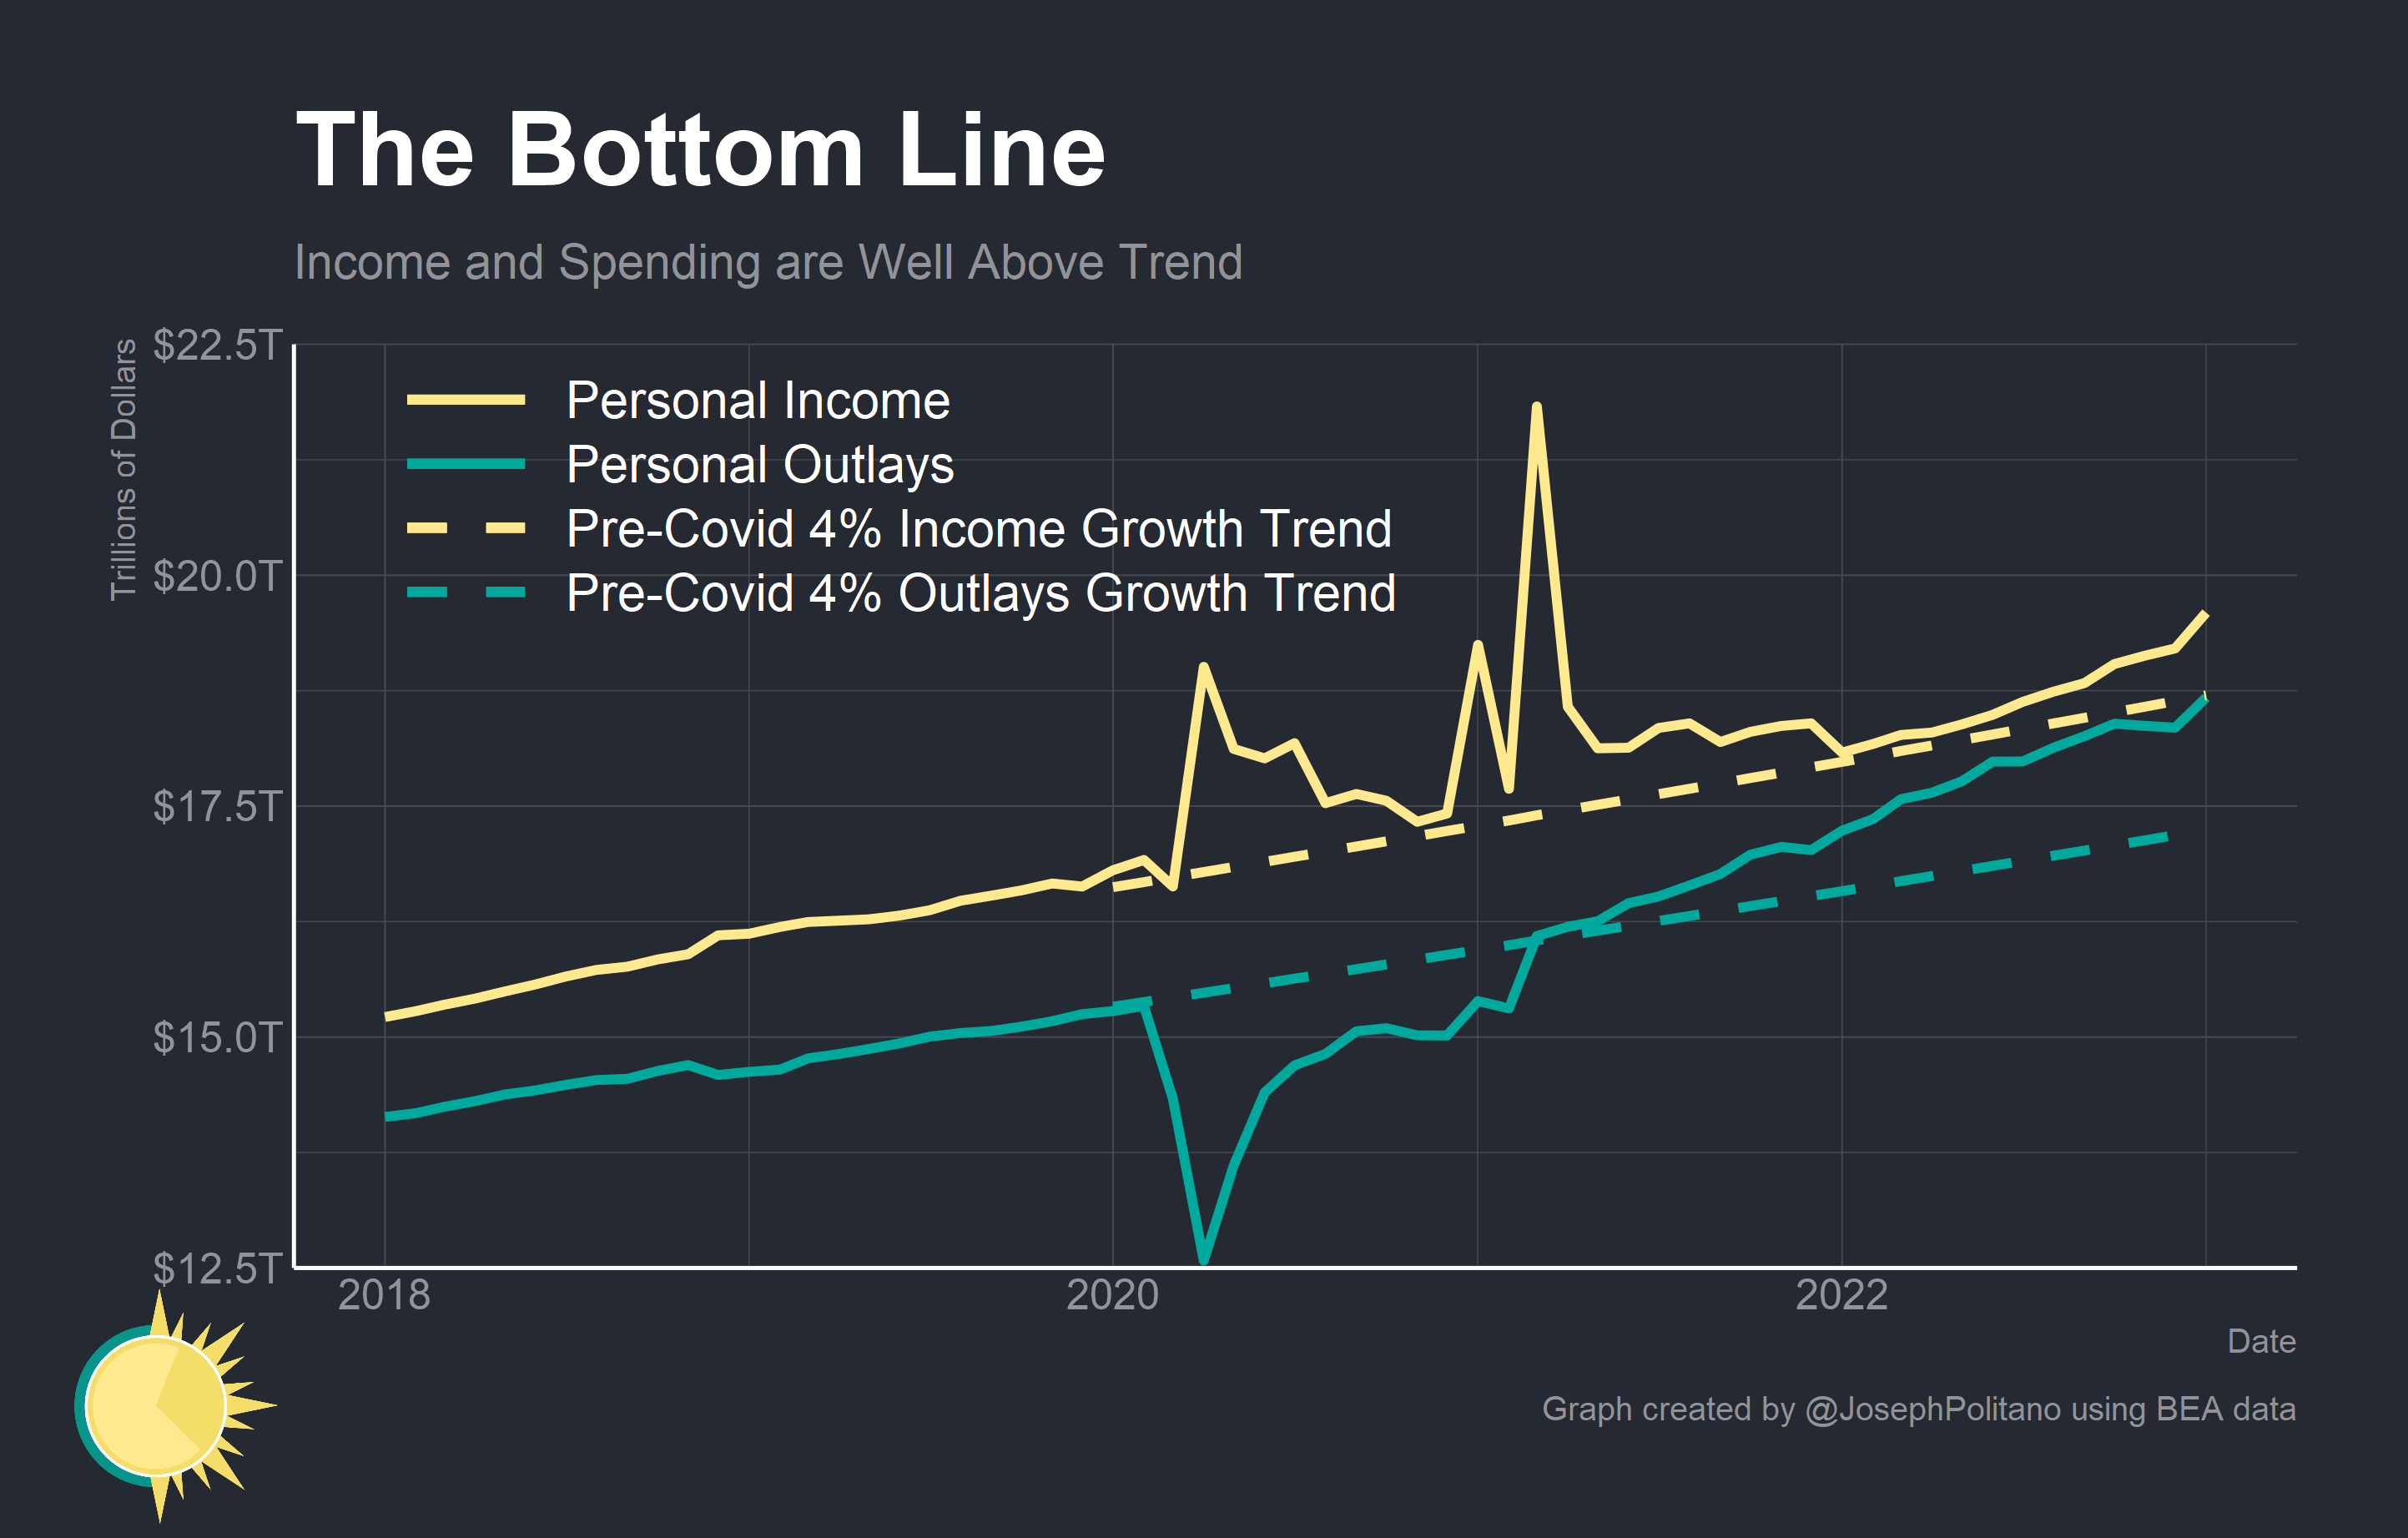 The Bottom Line
Income and Spending are Well Above Trend
Trillions of Dollars
$22.5T
$20.0T
$17.5T
$15.0T
$12.5T
Personal Income
Personal Outlays
Pre-Covid 4% Income Growth Trend
Pre-Covid 4% Outlays Growth Trend
2018
2020
2022
Date
Graph created by @JosephPolitano using BEA data